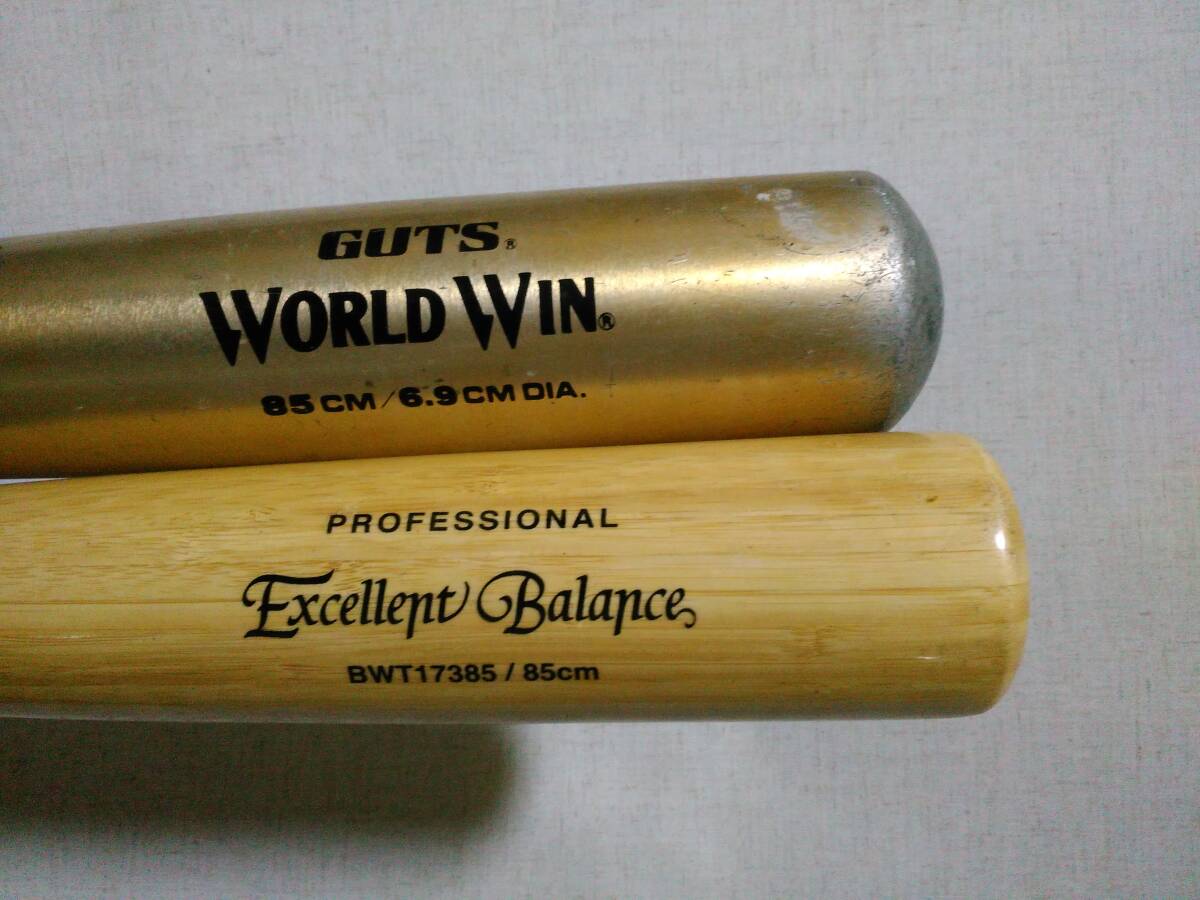 GUTS®
WORLD WIN®
85CM/6.9CM DIA.
PROFESSIONAL
Excellent Balance
BWT17385 / 85cm